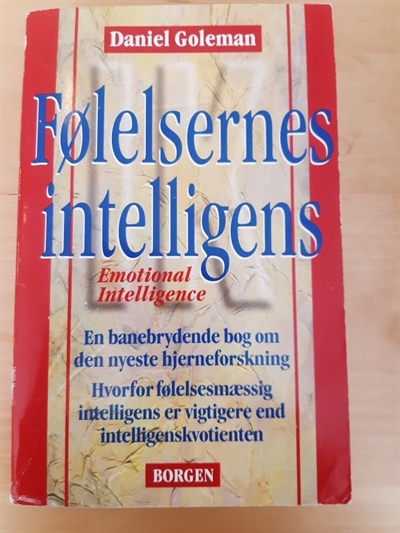 Daniel Goleman
Følelsernes
intelligens
Emotional
Intelligence
En banebrydende bog om
den nyeste hjerneforskning
Hvorfor følelsesmæssig
intelligens er vigtigere end
intelligenskvotienten
BORGEN